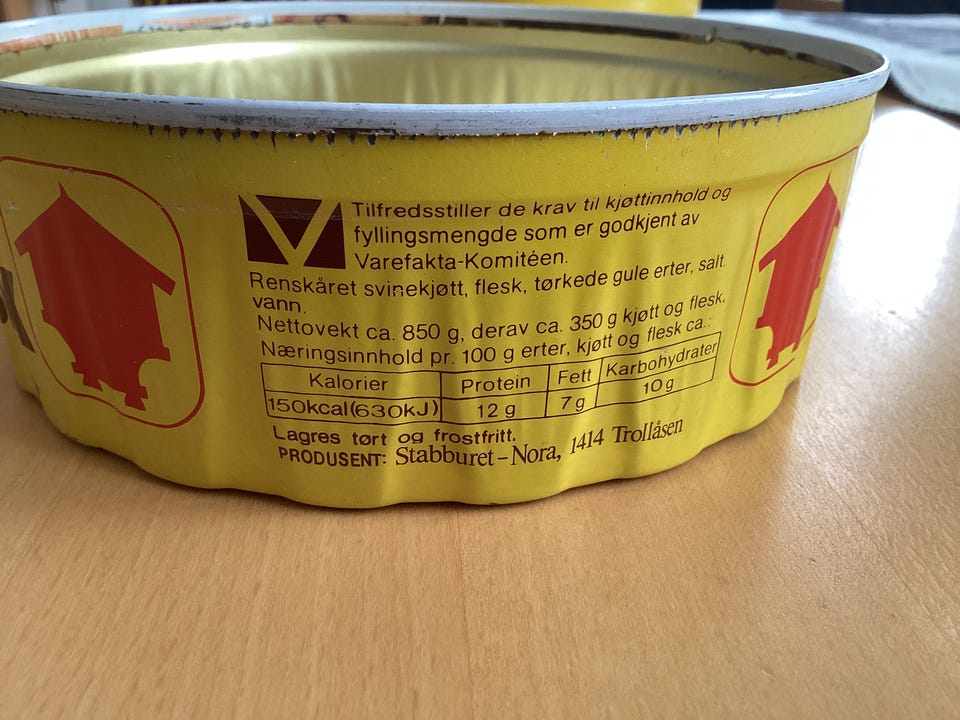 Tilfredsstiller de krav til kjøttinnhold og
fyllingsmengde som er godkjent av
Varefakta-Komitéen.
Renskåret svinekjøtt, flesk, tørkede gule erter, salt.
vann.
Nettovekt ca. 850 g, derav ca. 350 g kjøtt og flesk.
Næringsinnhold pr. 100 g erter, kjøtt og flesk ca.:
Kalorier Protein Fett Karbohydrater
150kcal(630kJ) 12 g 7 g 10 g
Lagres tørt og frostfritt.
PRODUSENT: Stabburet-Nora, 1414 Trollåsen